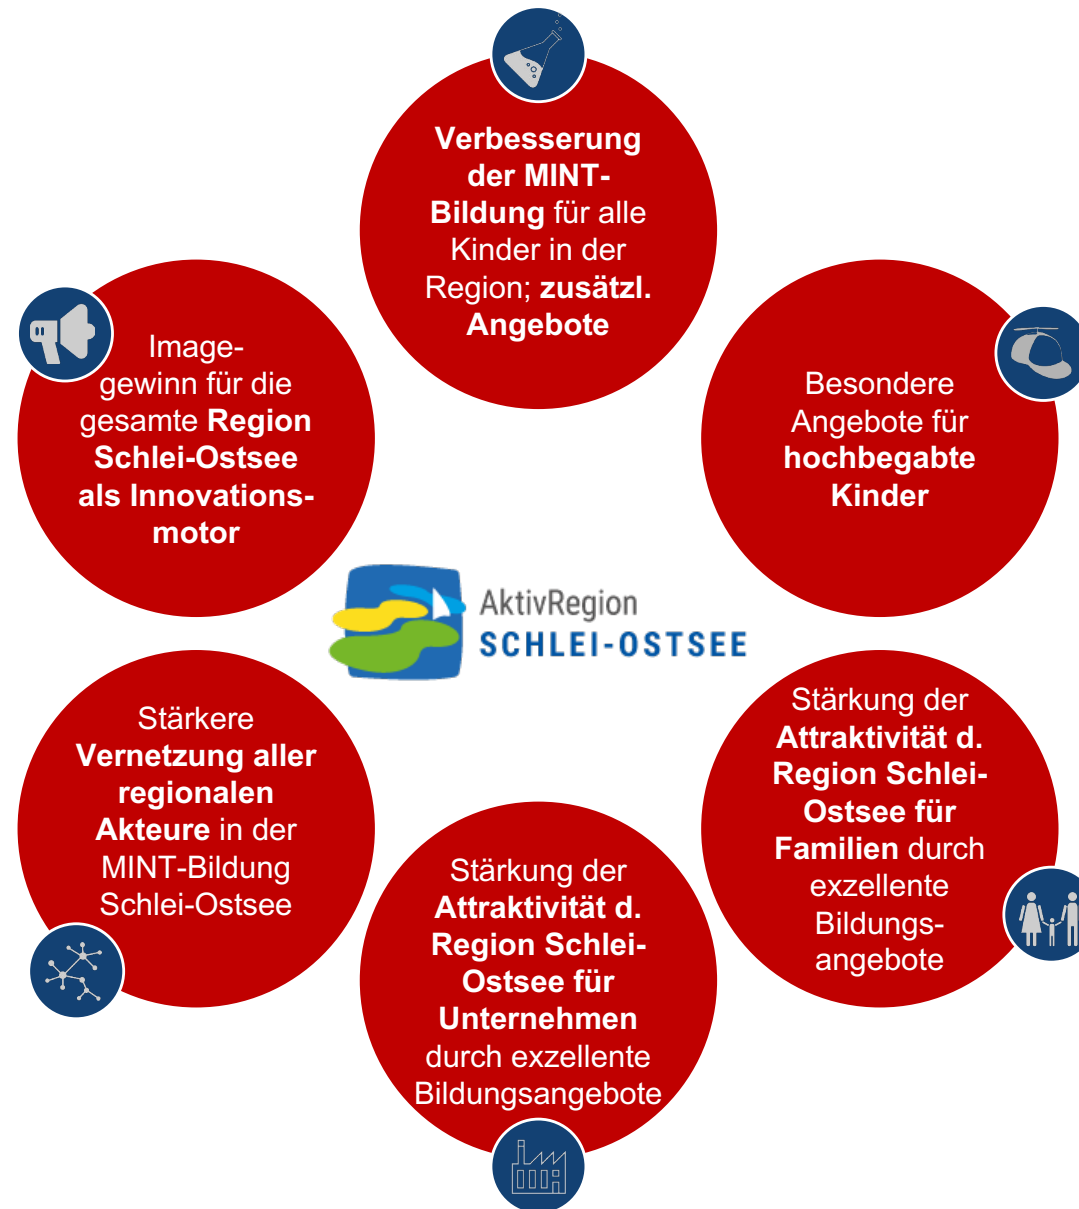 Verbesserung
der MINT-
Bildung für alle
Kinder in der
Region; zusätzl.
Angebote
Besondere
Angebote für
hochbegabte
Kinder
Stärkung der
Attraktivität d.
Region Schlei-
Ostsee für
Familien durch
exzellente
Bildungs-
angebote
Stärkung der
Attraktivität d.
Region Schlei-
Ostsee für
Unternehmen
durch exzellente
Bildungsangebote
Stärkere
Vernetzung aller
regionalen
Akteure in der
MINT-Bildung
Schlei-Ostsee
Image-
gewinn für die
gesamte Region
Schlei-Ostsee
als Innovations-
motor
AktivRegion
SCHLEI-OSTSEE